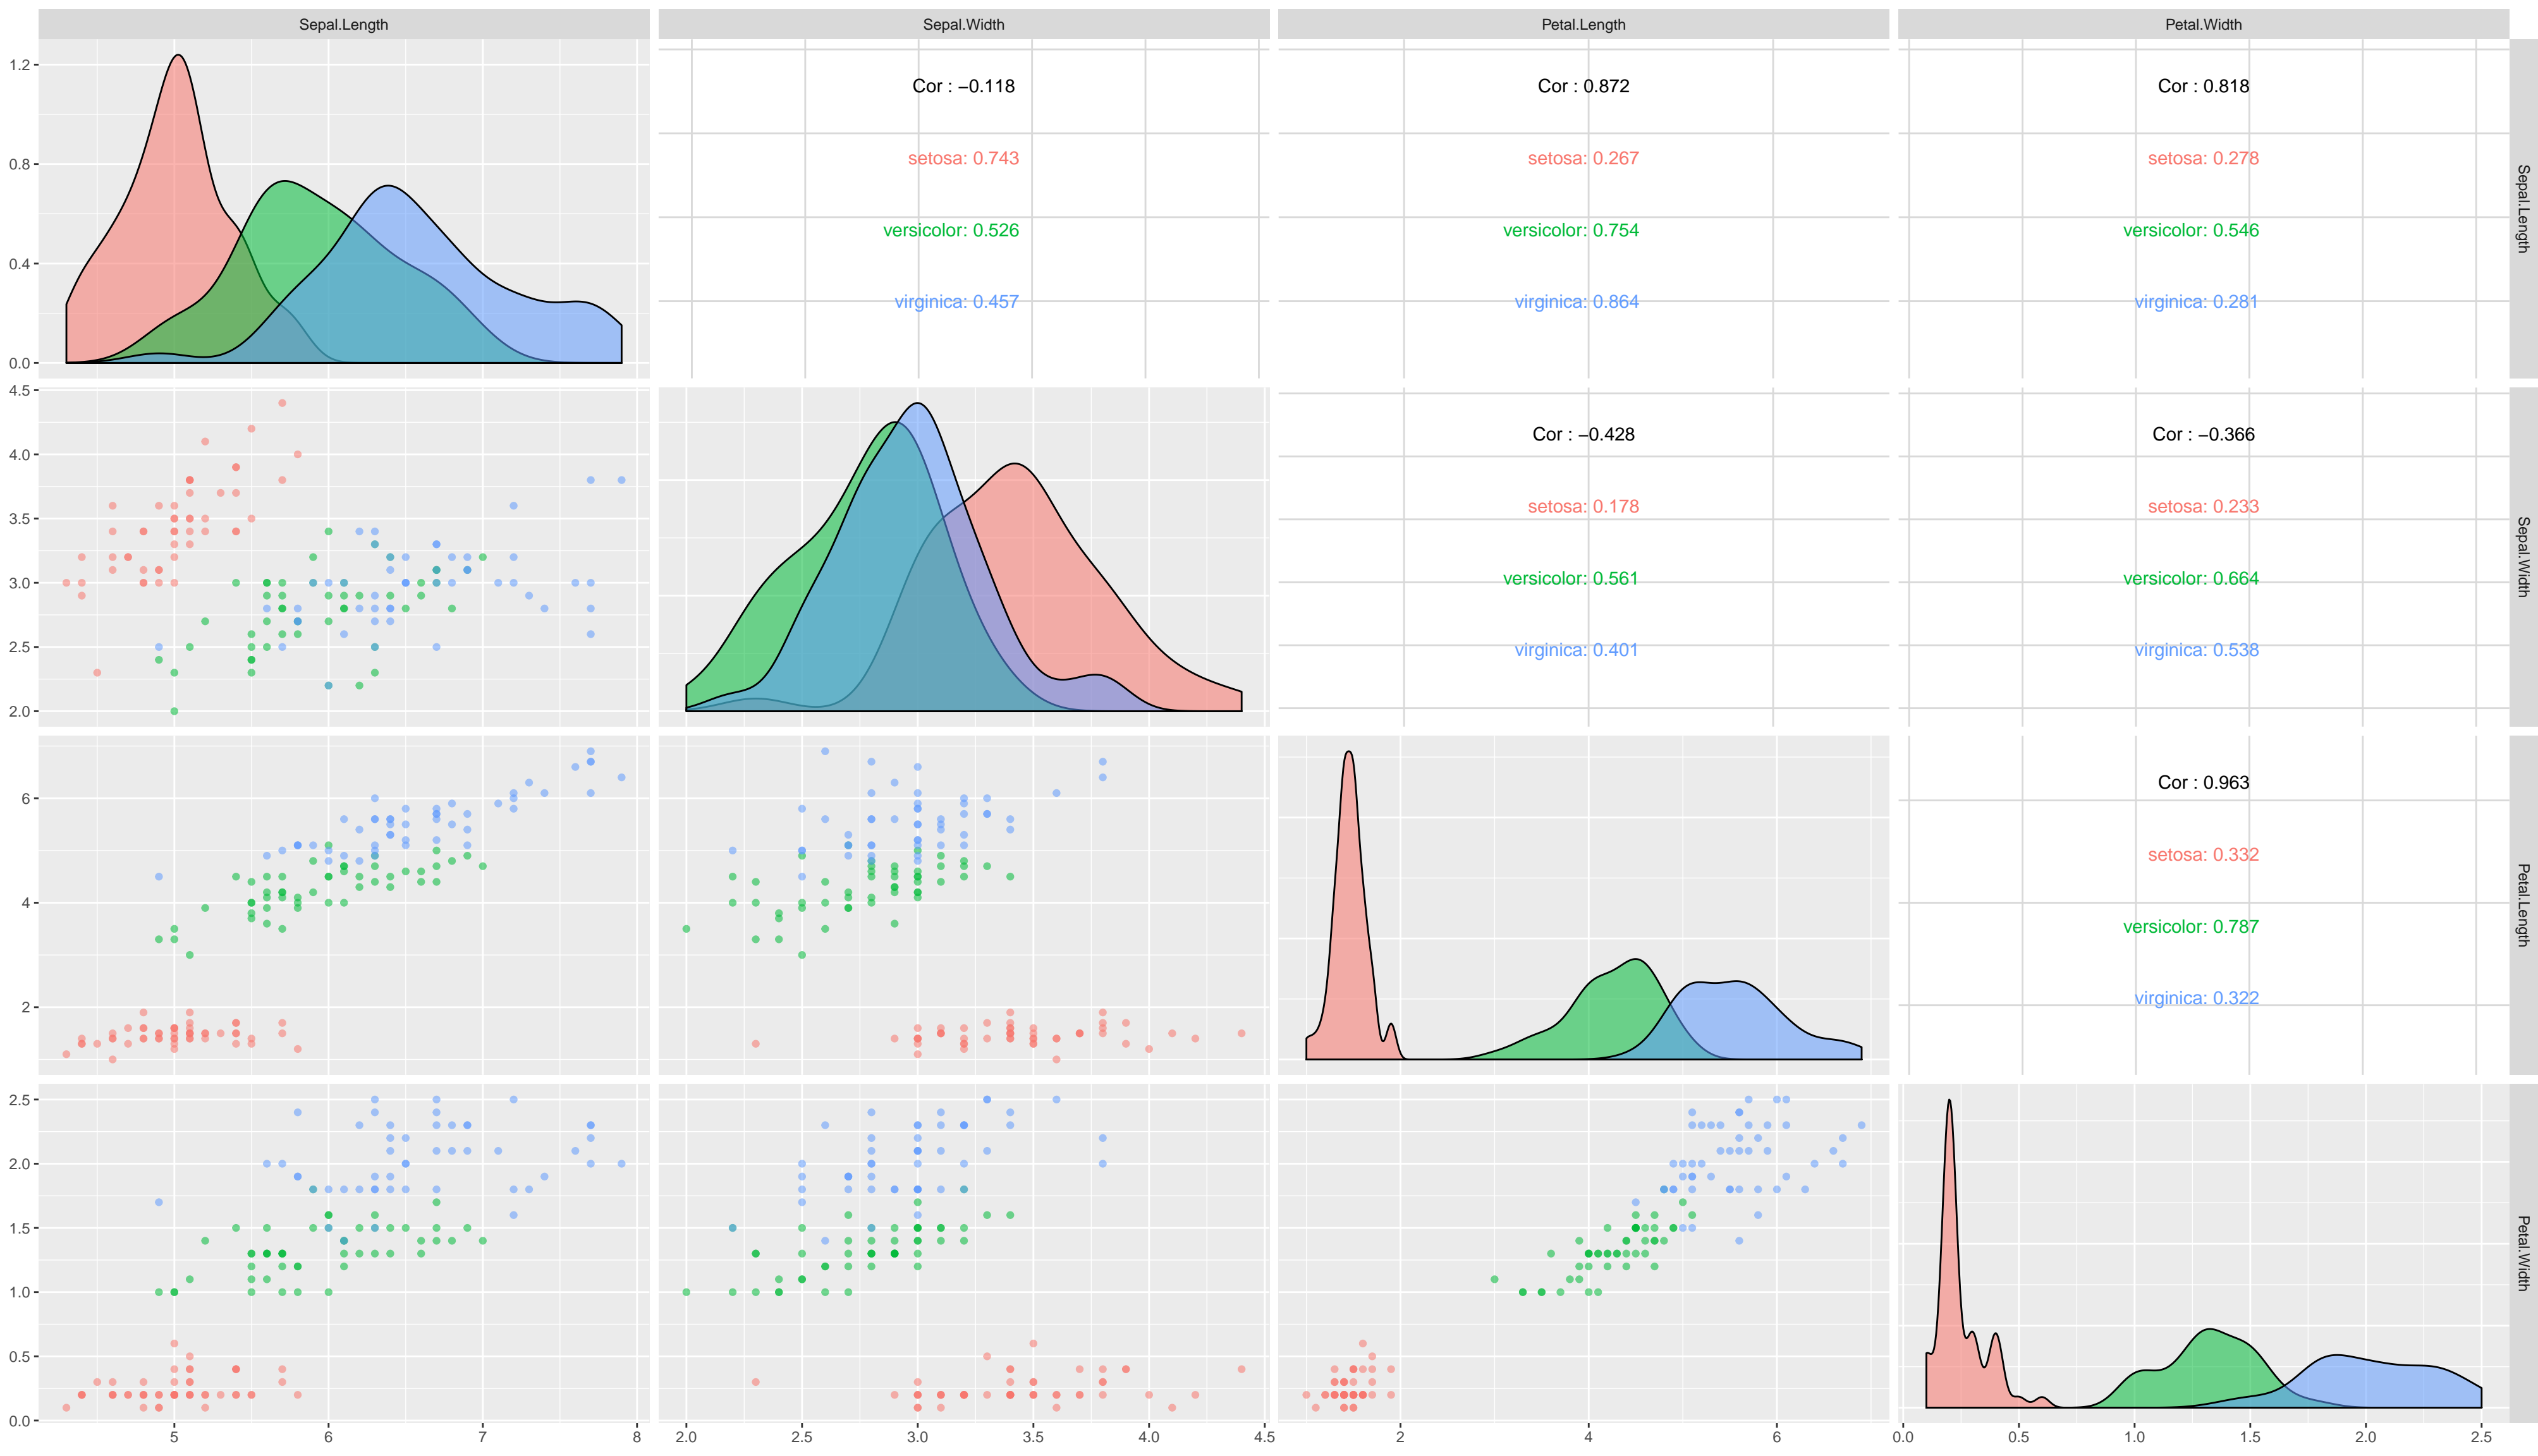 Sepal.Length Sepal.Width Petal.Length Petal.Width
1.2
0.8
0.4
0.0
Cor : −0.118
setosa: 0.743
versicolor: 0.526
virginica: 0.457
Cor : 0.872
setosa: 0.267
versicolor: 0.754
virginica: 0.864
Cor : 0.818
setosa: 0.278
versicolor: 0.546
virginica: 0.281
Sepal.Length
4.5
4.0
3.5
3.0
2.5
2.0
Cor : −0.428
setosa: 0.178
versicolor: 0.561
virginica: 0.401
Cor : −0.366
setosa: 0.233
versicolor: 0.664
virginica: 0.538
Sepal.Width
6
4
2
Cor : 0.963
setosa: 0.332
versicolor: 0.787
virginica: 0.322
Petal.Length
2.5
2.0
1.5
1.0
0.5
0.0
Petal.Width
5 6 7 8 2.0 2.5 3.0 3.5 4.0 4.5 2 4 6 0.0 0.5 1.0 1.5 2.0 2.5